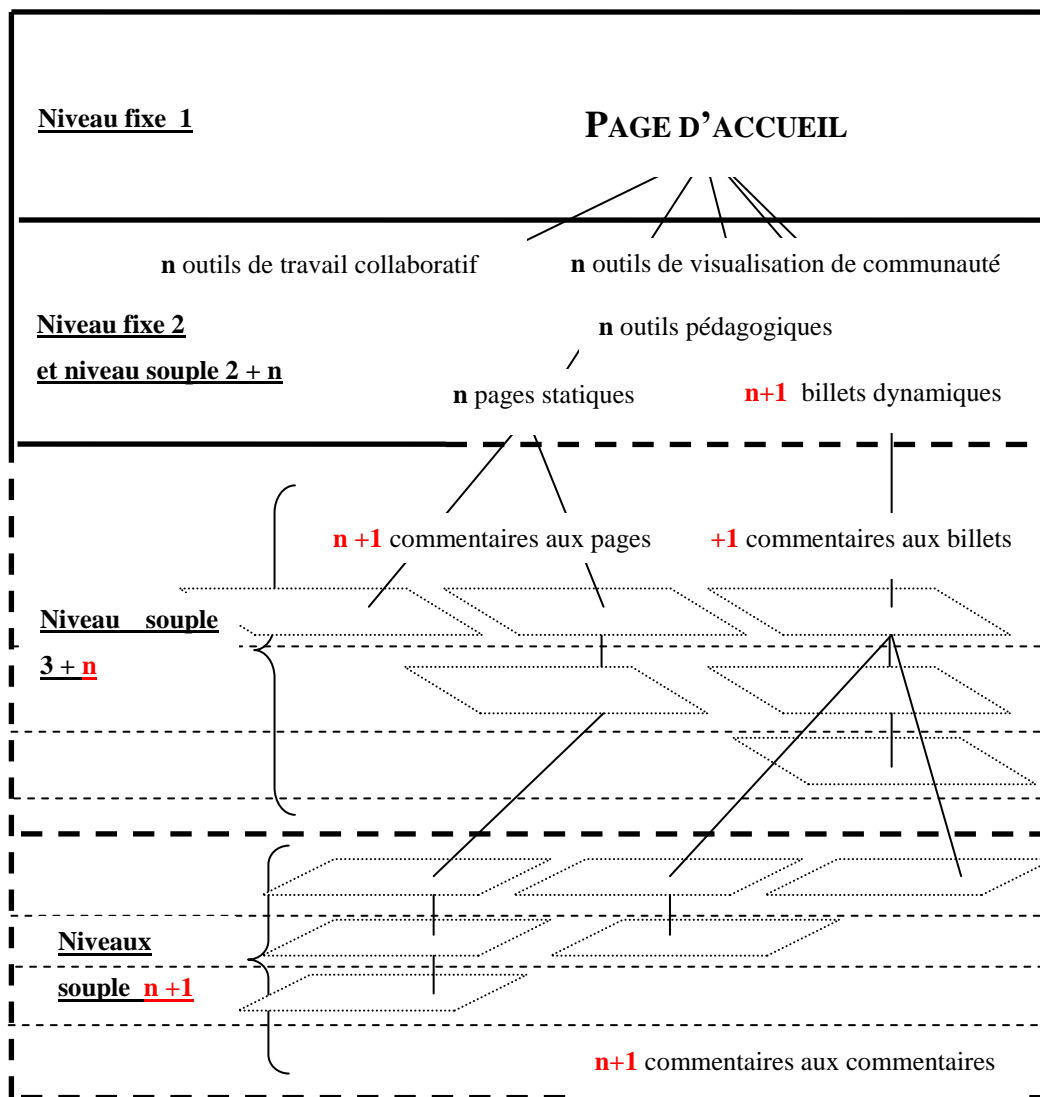 Niveau fixe 1
PAGE D’ACCUEIL
n outils de travail collaboratif
n outils de visualisation de communauté
Niveau fixe 2
n outils pédagogiques
et niveau souple 2 + n
n pages statiques
n+1 billets dynamiques
n +1 commentaires aux pages
+1 commentaires aux billets
Niveau souple
3 + n
Niveaux
souple n +1
n+1 commentaires aux commentaires